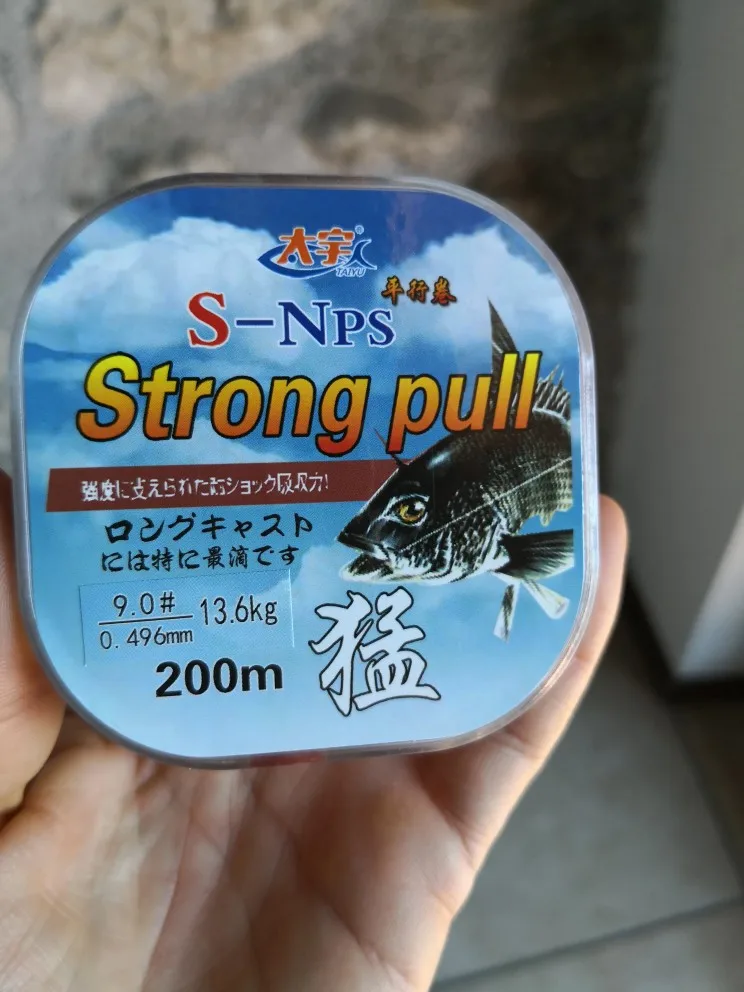 太宇®
TAIYU
平行卷
S-NPS
Strong pull
強度に支えられた耐ショック吸収力!
ロングキャスト
には特に最滴です
9.0# 13.6kg
0.496mm
200m
猛